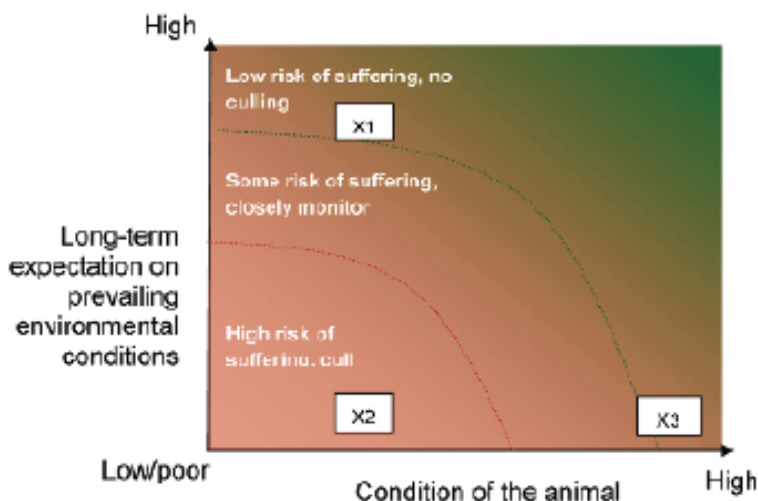 High
Low risk of suffering, no
culling
X1
Some risk of suffering,
closely monitor
Long-term
expectation on
prevailing
environmental
conditions
High risk of
suffering, cull
X2
X3
Low/poor
Condition of the animal
High